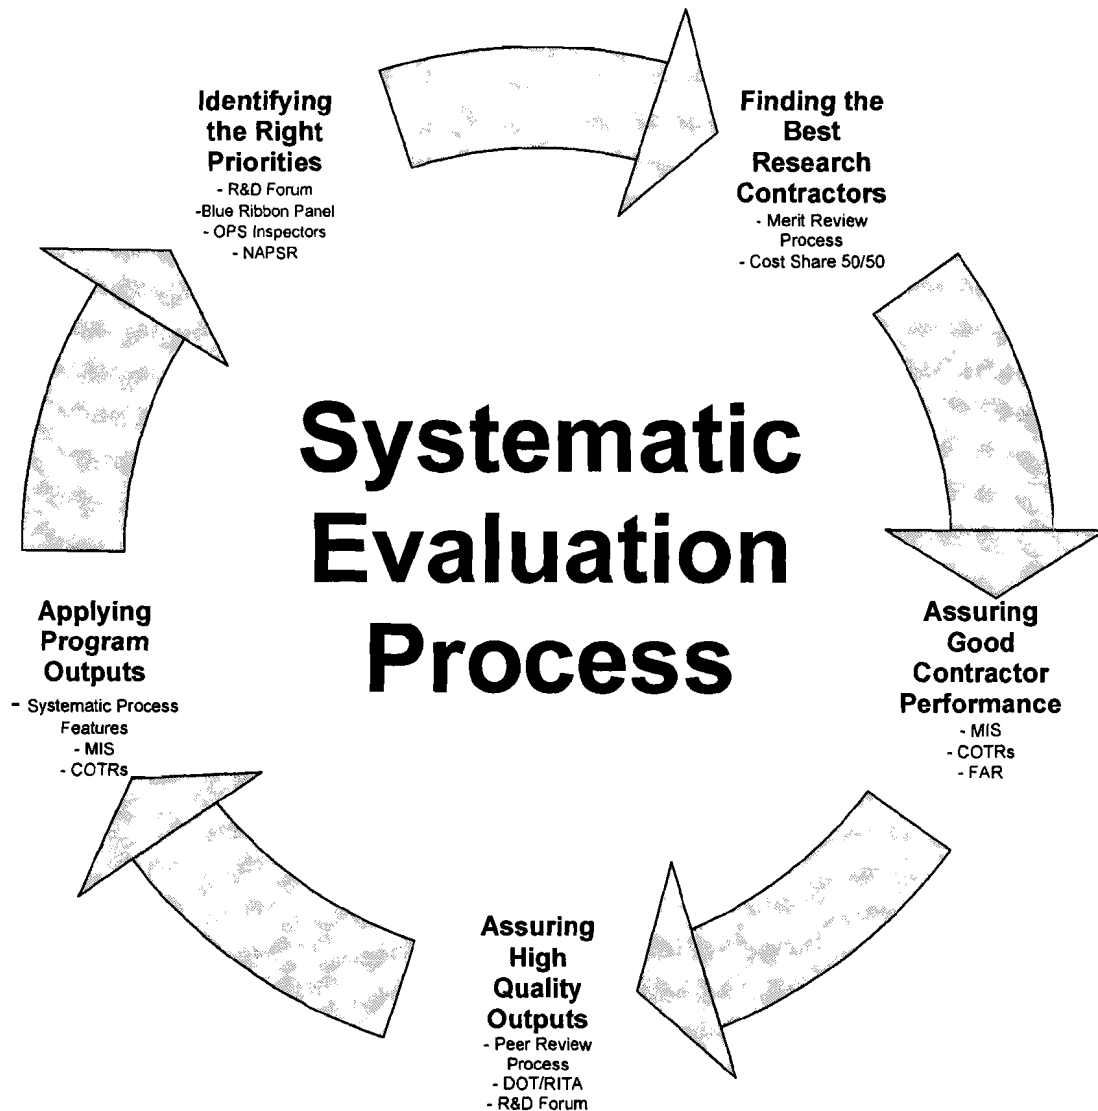 Identifying
the Right
Priorities
- R&D Forum
-Blue Ribbon Panel
- OPS Inspectors
- NAPSR
Finding the
Best
Research
Contractors
- Merit Review
Process
- Cost Share 50/50
Systematic
Evaluation
Process
Assuring
Good
Contractor
Performance
- MIS
- COTRs
- FAR
Assuring
High
Quality
Outputs
- Peer Review
Process
- DOT/RITA
- R&D Forum
Applying
Program
Outputs
- Systematic Process
Features
- MIS
- COTRs